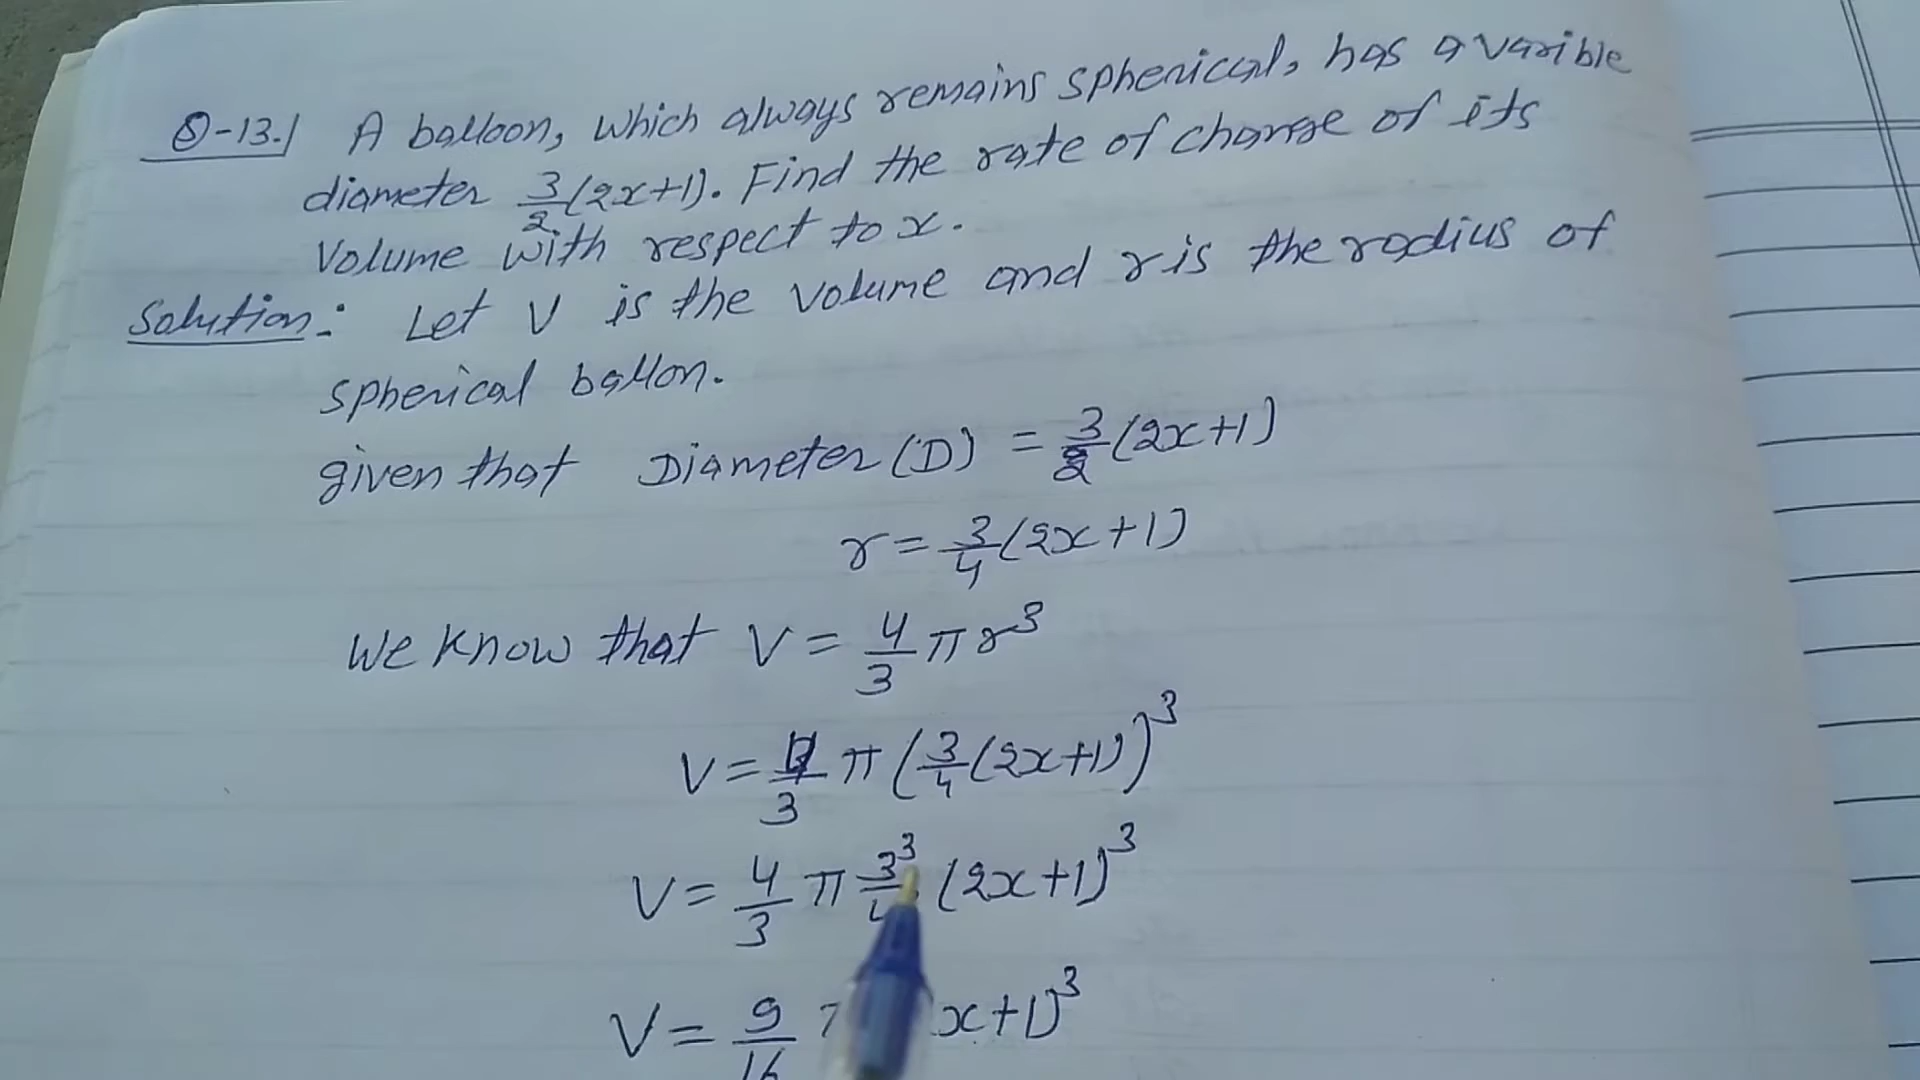 Q-13./ A balloon, which always remains spherical, has a varible
diameter 3/2(2x+1). Find the rate of change of its
Volume with respect to x.
Solution: Let V is the volume and r is the radius of
spherical ballon.
given that Diameter (D) = 3/2(2x+1)
r = 3/4(2x+1)
We know that V = 4/3 π r³
V = 4/3 π (3/4(2x+1))³
V = 4/3 π 3³/ (2x+1)³
V = 9/16 x+1)³